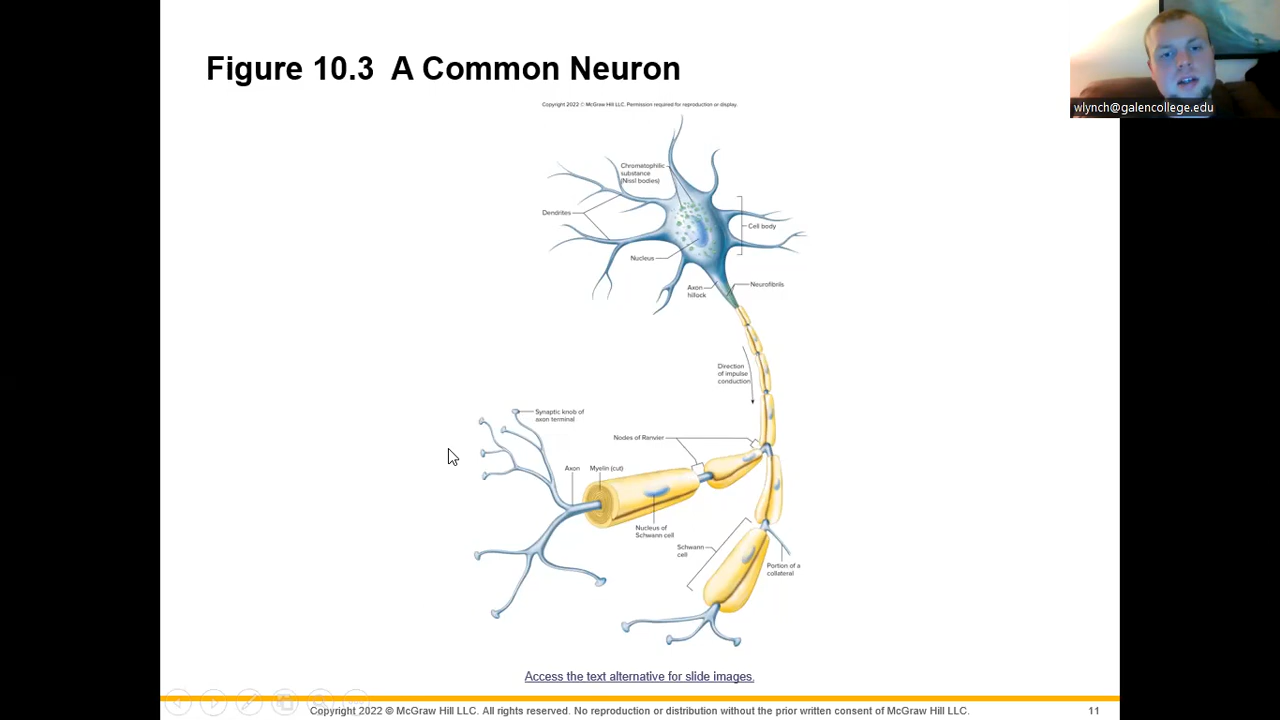 Figure 10.3 A Common Neuron
wlynch@galencollege.edu
Copyright 2022 © McGraw Hill LLC. Permission required for reproduction or display.
Chromatophilic
substance
(Nissl bodies)
Dendrites
Cell body
Nucleus
Axon
hillock
Neurofibrils
Direction
of impulse
conduction
Synaptic knob of
axon terminal
Nodes of Ranvier
Axon
Myelin (cut)
Nucleus of
Schwann cell
Schwann
cell
Portion of a
collateral
Access the text alternative for slide images.
Copyright 2022 © McGraw Hill LLC. All rights reserved. No reproduction or distribution without the prior written consent of McGraw Hill LLC.
11